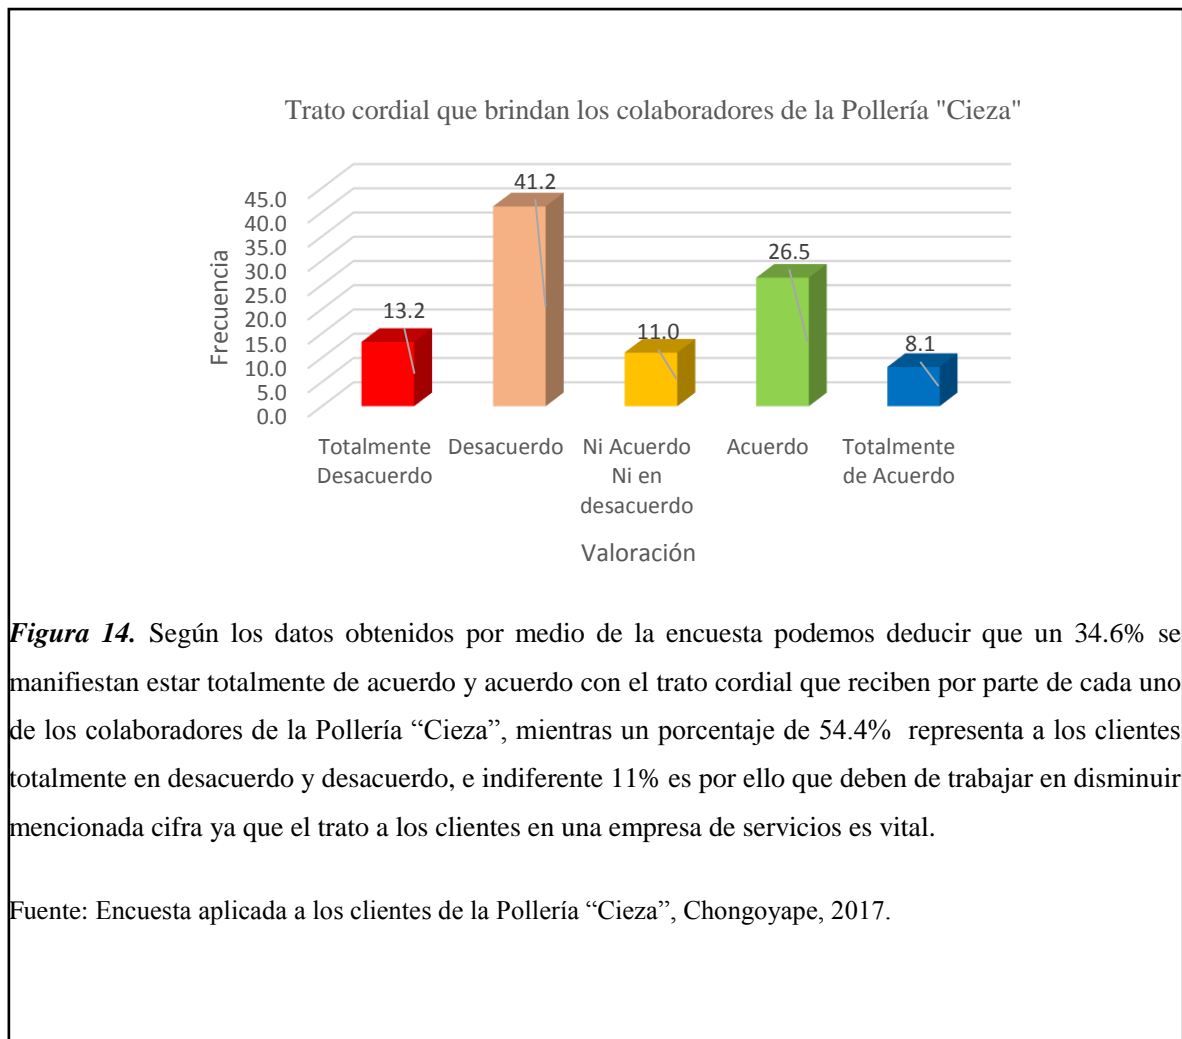 Trato cordial que brindan los colaboradores de la Pollería "Cieza"
Frecuencia
45.0
40.0
35.0
30.0
25.0
20.0
15.0
10.0
5.0
0.0
13.2
41.2
11.0
26.5
8.1
Totalmente
Desacuerdo
Desacuerdo
Ni Acuerdo
Ni en
desacuerdo
Acuerdo
Totalmente
de Acuerdo
Valoración
Figura 14. Según los datos obtenidos por medio de la encuesta podemos deducir que un 34.6% se
manifiestan estar totalmente de acuerdo y acuerdo con el trato cordial que reciben por parte de cada uno
de los colaboradores de la Pollería “Cieza”, mientras un porcentaje de 54.4% representa a los clientes
totalmente en desacuerdo y desacuerdo, e indiferente 11% es por ello que deben de trabajar en disminuir
mencionada cifra ya que el trato a los clientes en una empresa de servicios es vital.
Fuente: Encuesta aplicada a los clientes de la Pollería “Cieza”, Chongoyape, 2017.